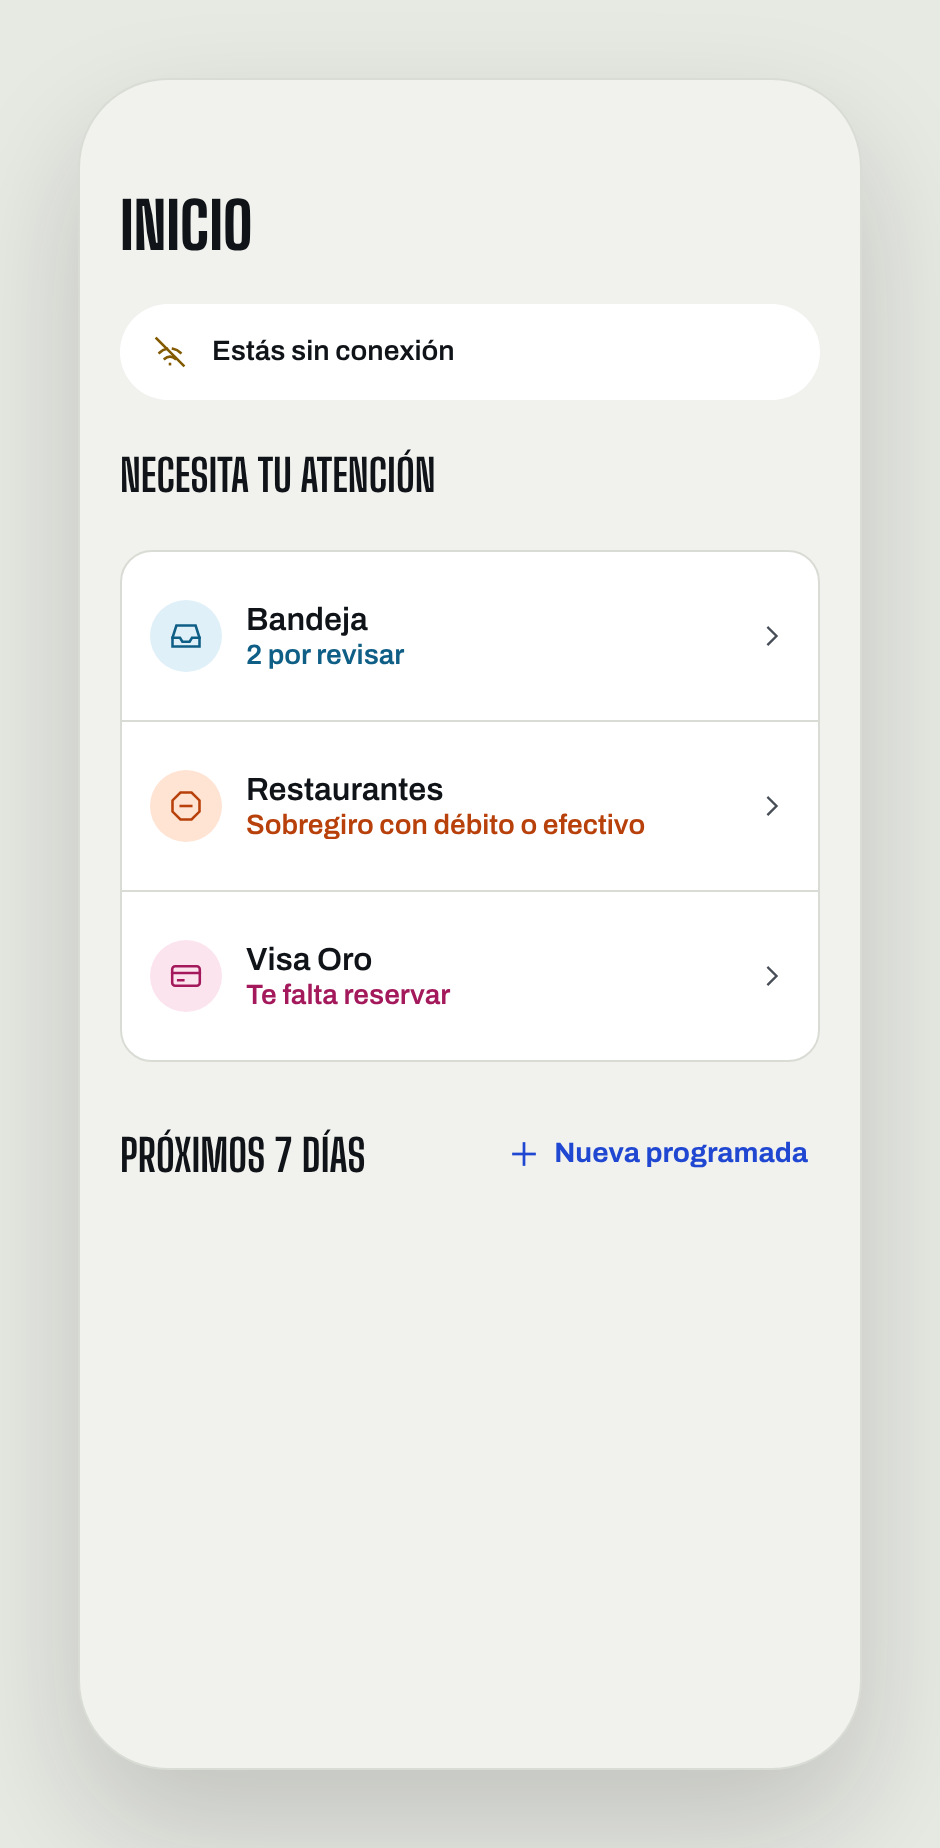 INICIO
Estás sin conexión
NECESITA TU ATENCIÓN
Bandeja
2 por revisar
Restaurantes
Sobregiro con débito o efectivo
Visa Oro
Te falta reservar
PRÓXIMOS 7 DÍAS
Nueva programada